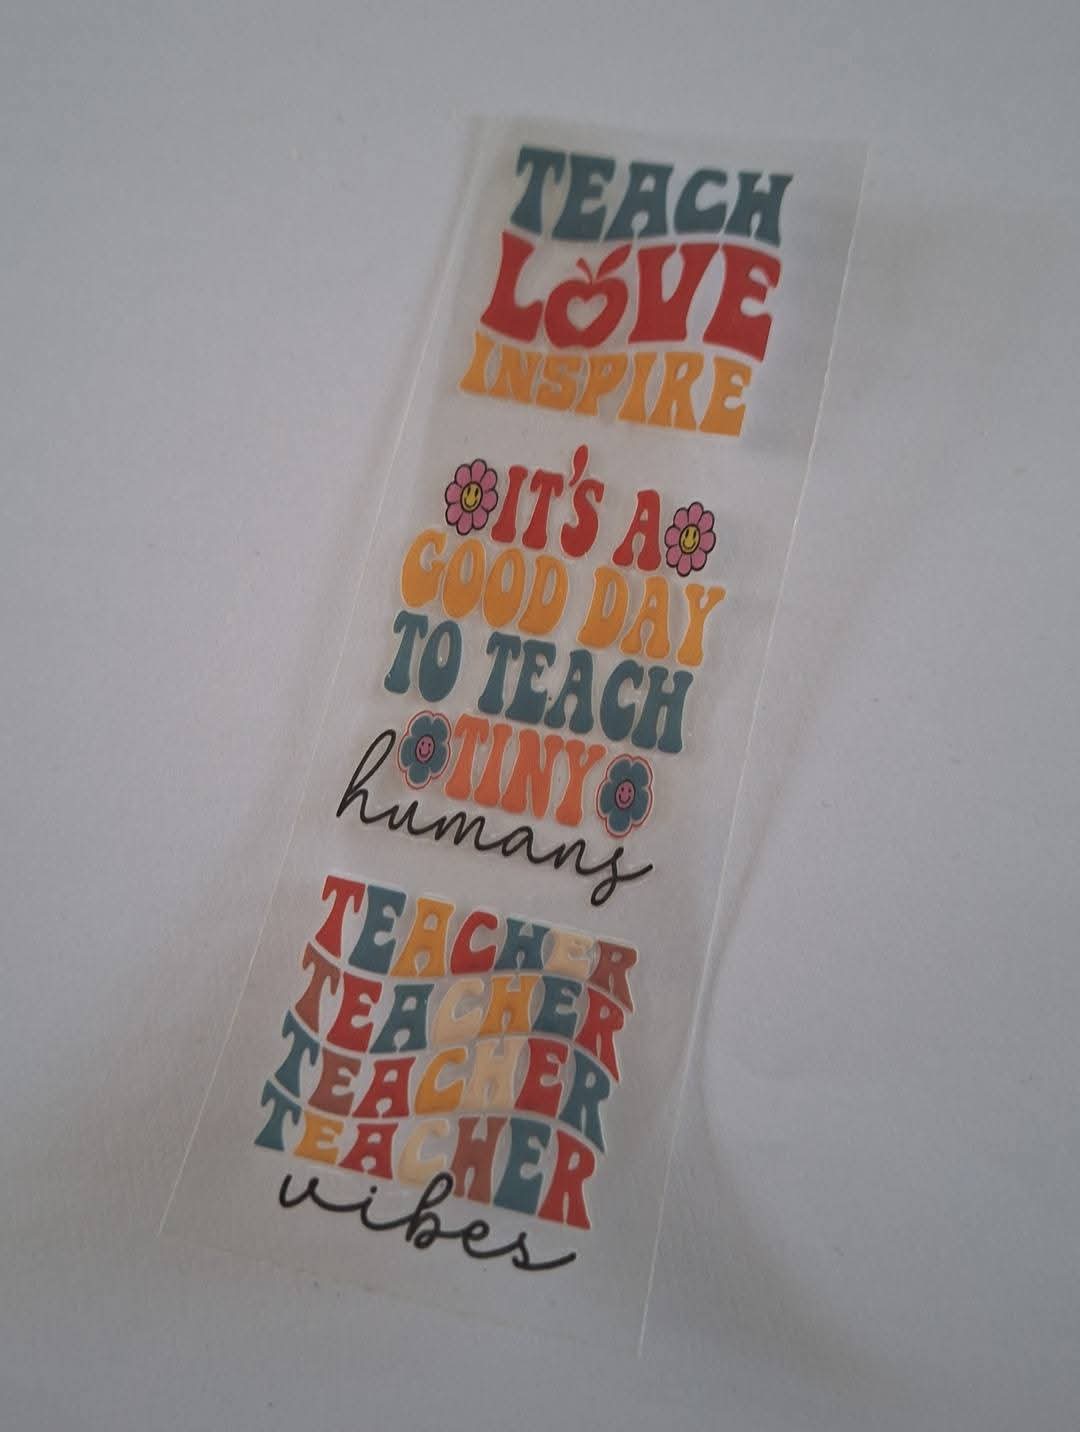 TEACH
LOVE
INSPIRE
IT'S A
GOOD DAY
TO TEACH
TINY
humans
TEACHER
TEACHER
TEACHER
TEACHER
vibes